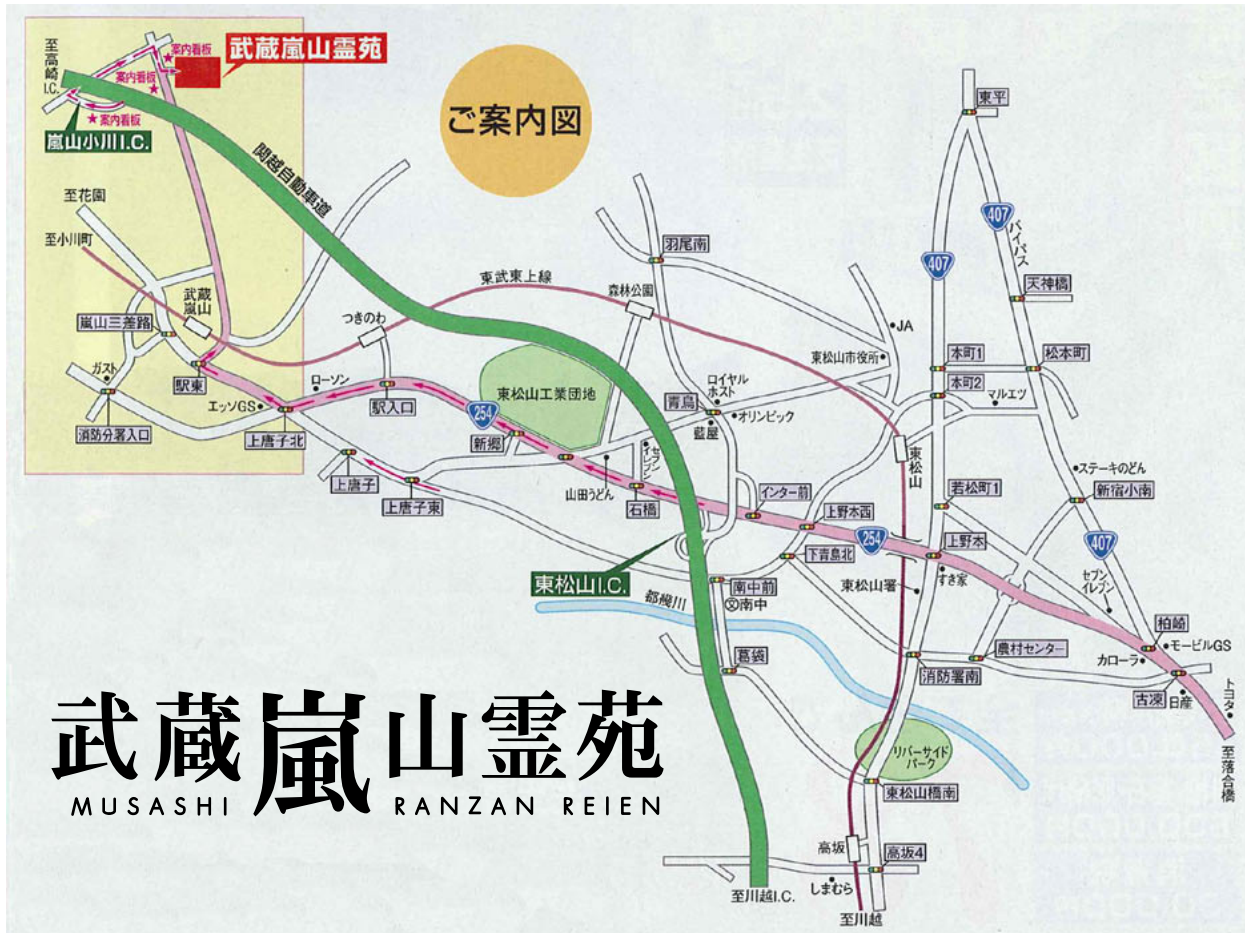 至高崎I.C.
案内看板
武蔵嵐山霊苑
案内看板
案内看板
嵐山小川I.C.
ご案内図
関越自動車道
至花園
至小川町
武蔵嵐山
嵐山三差路
ガスト
駅東
消防分署入口
エッソGS
上唐子北
ローソン
つきのわ
駅入口
東武東上線
森林公園
羽尾南
東平
407
407
バイパス
天神橋
JA
東松山市役所
本町1
本町2
松本町
マルエツ
東松山工業団地
青鳥
ロイヤルホスト
オリンピック
藍屋
254
新郷
山田うどん
セブンイレブン
石橋
上唐子
上唐子東
インター前
上野本西
254
下青鳥北
東松山
若松町1
上野本
すき家
ステーキのどん
新宿小南
407
セブンイレブン
東松山I.C.
南中前
南中
都幾川
葛袋
東松山署
消防署南
農村センター
柏崎
モービルGS
カローラ
古凍
日産
トヨタ
至落合橋
リバーサイドパーク
東松山橋南
高坂
高坂4
しまむら
至川越I.C.
至川越
武蔵嵐山霊苑
MUSASHI RANZAN REIEN